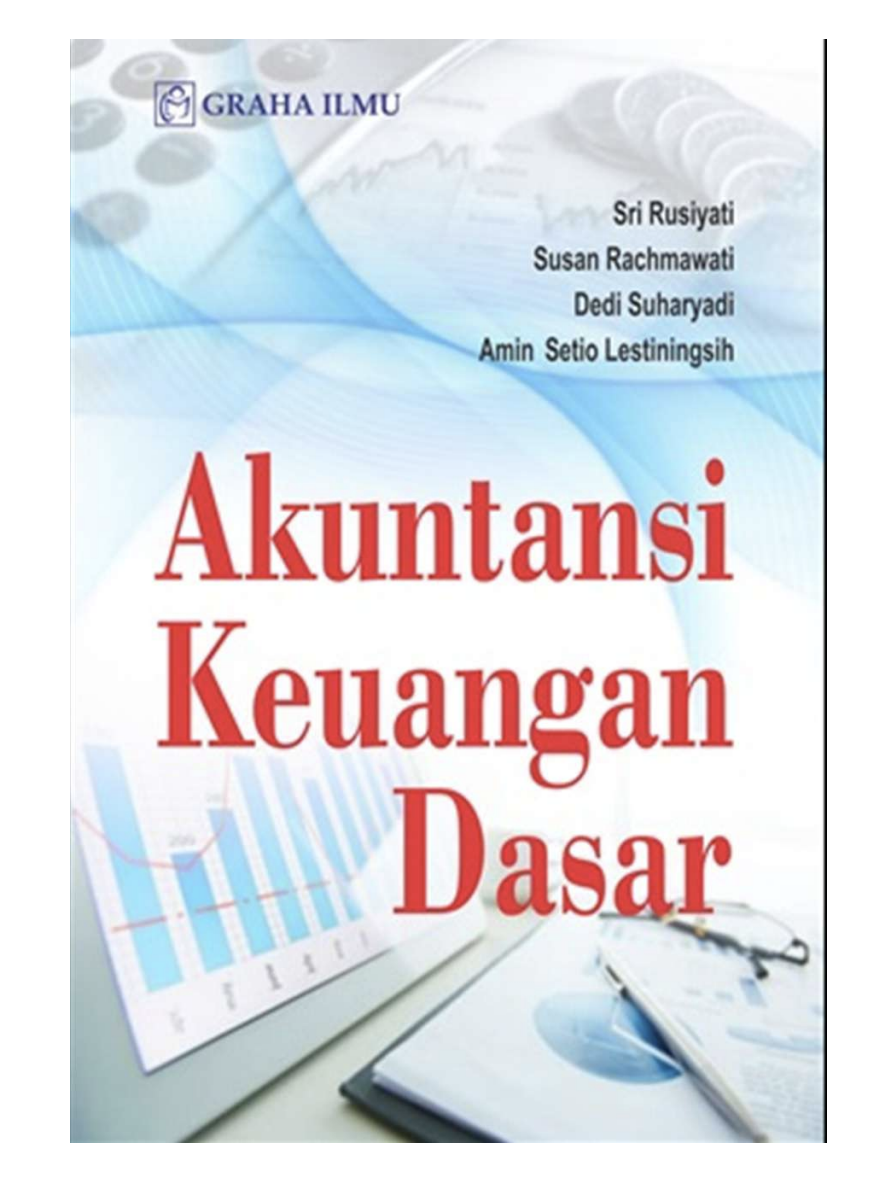 GRAHA ILMU
Sri Rusiyati
Susan Rachmawati
Dedi Suharyadi
Amin Setio Lestiningsih
Akuntansi
Keuangan
Dasar